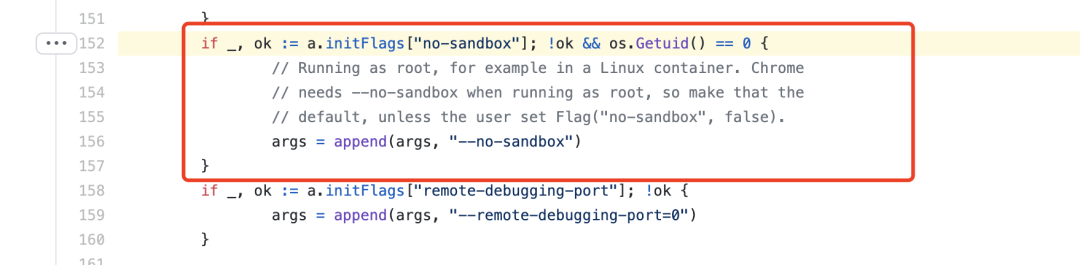 151 }
••• 152 if _, ok := a.initFlags["no-sandbox"]; !ok && os.Getuid() == 0 {
153 // Running as root, for example in a Linux container. Chrome
154 // needs --no-sandbox when running as root, so make that the
155 // default, unless the user set Flag("no-sandbox", false).
156 args = append(args, "--no-sandbox")
157 }
158 if _, ok := a.initFlags["remote-debugging-port"]; !ok {
159 args = append(args, "--remote-debugging-port=0")
160 }
161